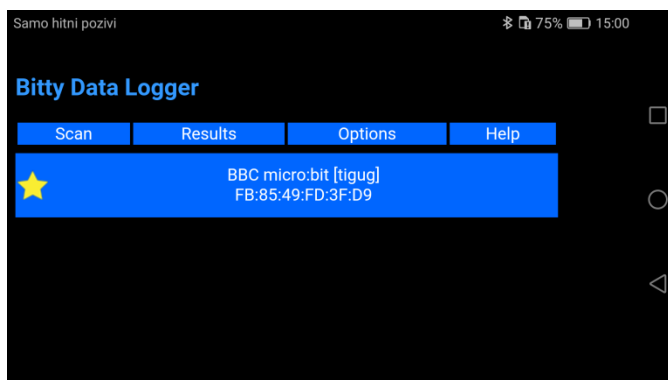 Samo hitni pozivi 75% 15:00
Bitty Data Logger
Scan Results Options Help
BBC micro:bit [tigug]
FB:85:49:FD:3F:D9